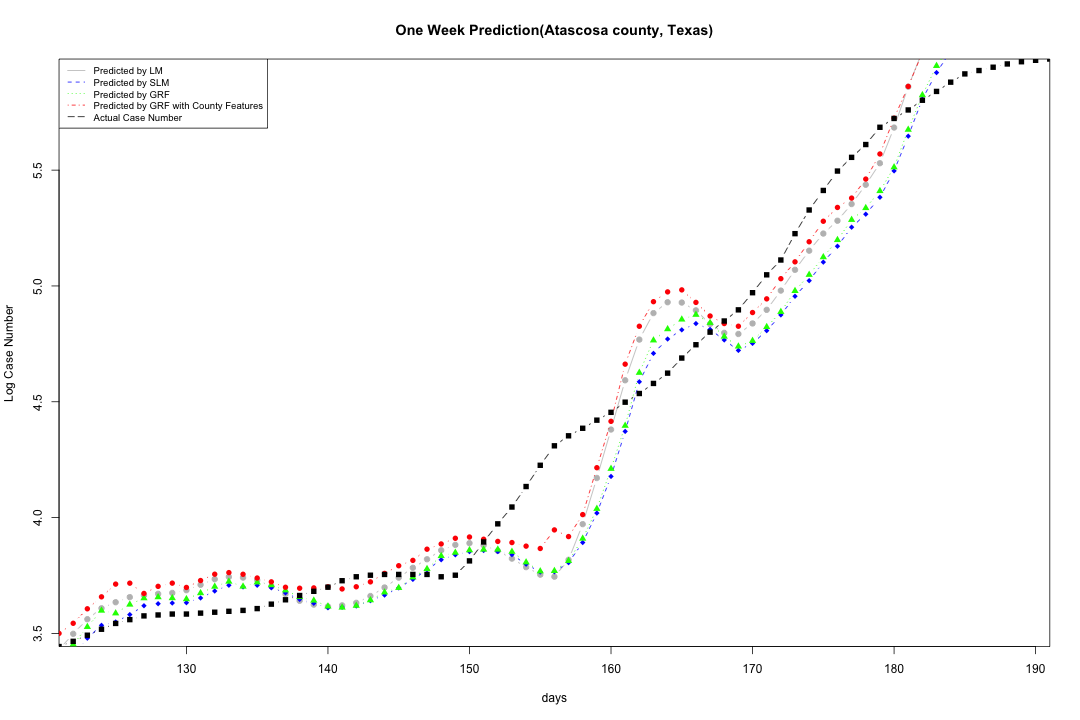 One Week Prediction(Atascosa county, Texas)
Predicted by LM
Predicted by SLM
Predicted by GRF
Predicted by GRF with County Features
Actual Case Number
Log Case Number
5.5
5.0
4.5
4.0
3.5
130 140 150 160 170 180 190
days